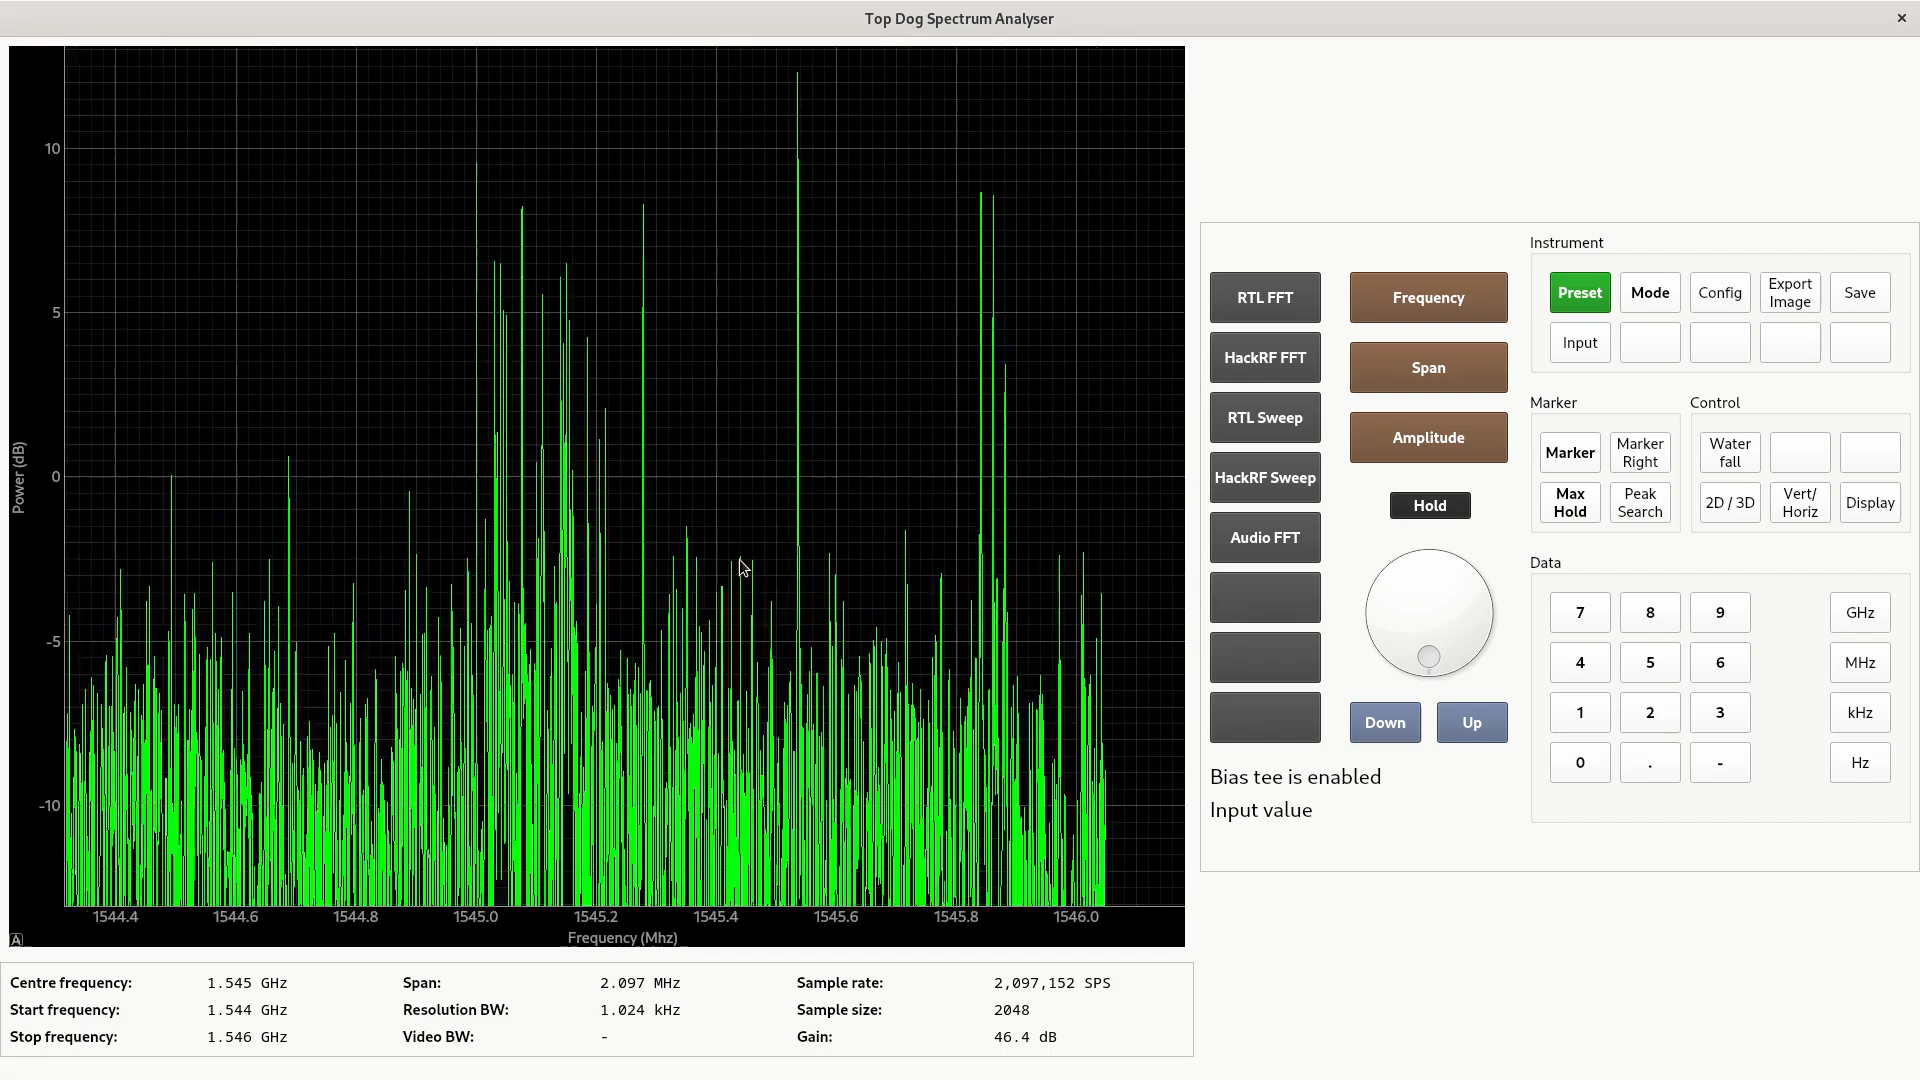 Top Dog Spectrum Analyser
×
10
5
0
-5
-10
Power (dB)
1544.4 1544.6 1544.8 1545.0 1545.2 1545.4 1545.6 1545.8 1546.0
Frequency (Mhz)
A
RTL FFT
HackRF FFT
RTL Sweep
HackRF Sweep
Audio FFT
Frequency
Span
Amplitude
Hold
Down Up
Bias tee is enabled
Input value
Instrument
Preset Mode Config Export Image Save
Input
Marker
Marker Marker Right
Max Hold Peak Search
Control
Water fall
2D / 3D Vert/ Horiz Display
Data
7 8 9 GHz
4 5 6 MHz
1 2 3 kHz
0 . - Hz
Centre frequency: 1.545 GHz Span: 2.097 MHz Sample rate: 2,097,152 SPS
Start frequency: 1.544 GHz Resolution BW: 1.024 kHz Sample size: 2048
Stop frequency: 1.546 GHz Video BW: - Gain: 46.4 dB